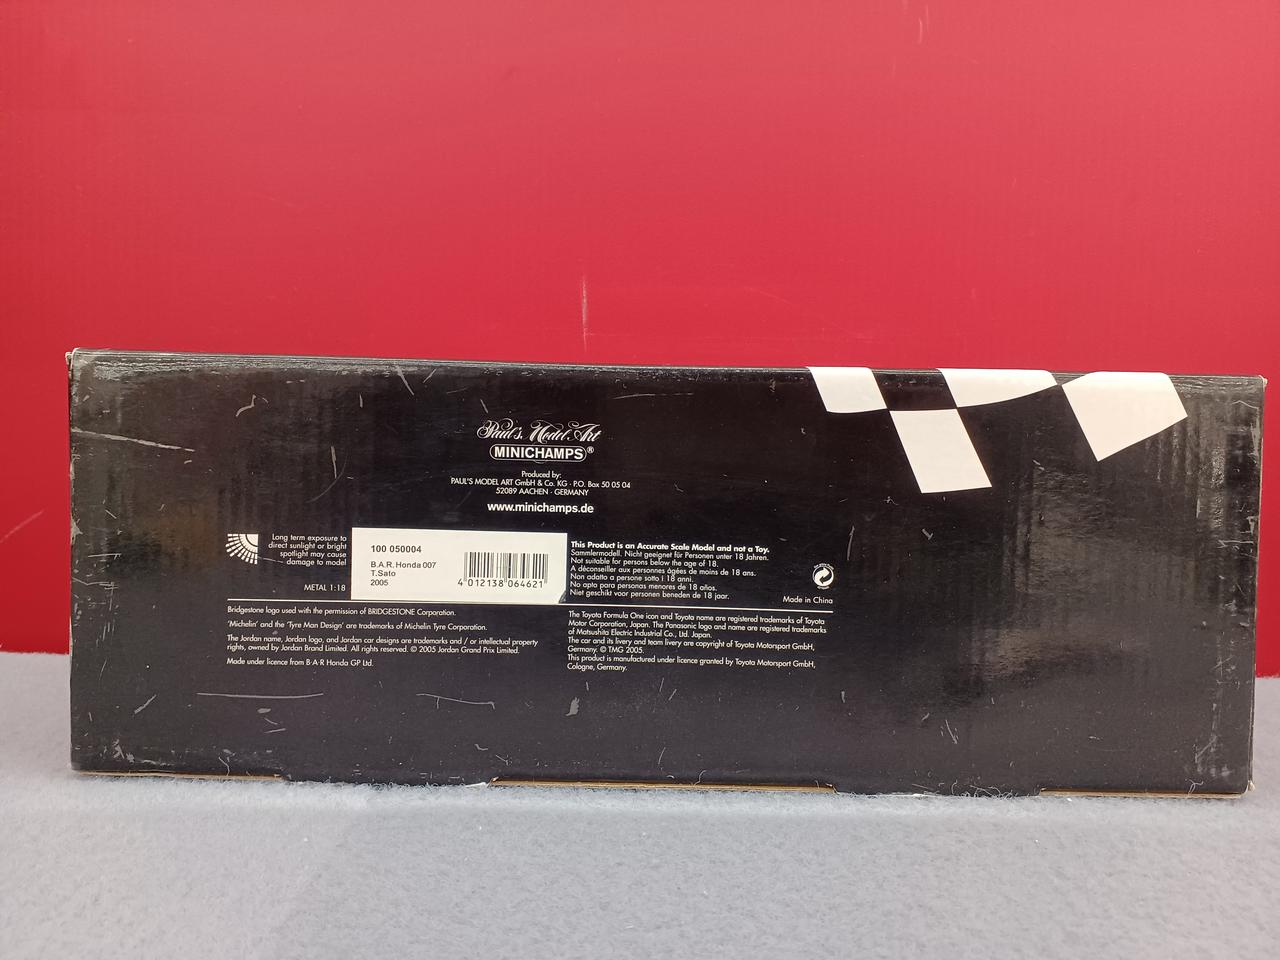 Paul's Model Art
MINICHAMPS®
Produced by:
PAUL'S MODEL ART GmbH & Co. KG · P.O. Box 50 05 04
52089 AACHEN · GERMANY
www.minichamps.de
Long term exposure to
direct sunlight or bright
spotlight may cause
damage to model
METAL 1:18
100 050004
B.A.R. Honda 007
T.Sato
2005
4 012138 064621
This Product is an Accurate Scale Model and not a Toy.
Sammlermodell. Nicht geeignet für Personen unter 18 Jahren.
Not suitable for persons below the age of 18.
A déconseiller aux personnes âgées de moins de 18 ans.
Non adatto a persone sotto i 18 anni.
No apto para personas menores de 18 años.
Niet geschikt voor personen beneden de 18 jaar.
Made in China
Bridgestone logo used with the permission of BRIDGESTONE Corporation.
'Michelin' and the 'Tyre Man Design' are trademarks of Michelin Tyre Corporation.
The Jordan name, Jordan logo, and Jordan car designs are trademarks and / or intellectual property
rights, owned by Jordan Brand Limited. All rights reserved. © 2005 Jordan Grand Prix Limited.
Made under licence from B·A·R Honda GP Ltd.
The Toyota Formula One icon and Toyota name are registered trademarks of Toyota
Motor Corporation, Japan. The Panasonic logo and name are registered trademarks
of Matsushita Electric Industrial Co., Ltd. Japan.
The car and its livery and team livery are copyright of Toyota Motorsport GmbH,
Germany. © TMG 2005.
This product is manufactured under licence granted by Toyota Motorsport GmbH,
Cologne, Germany.